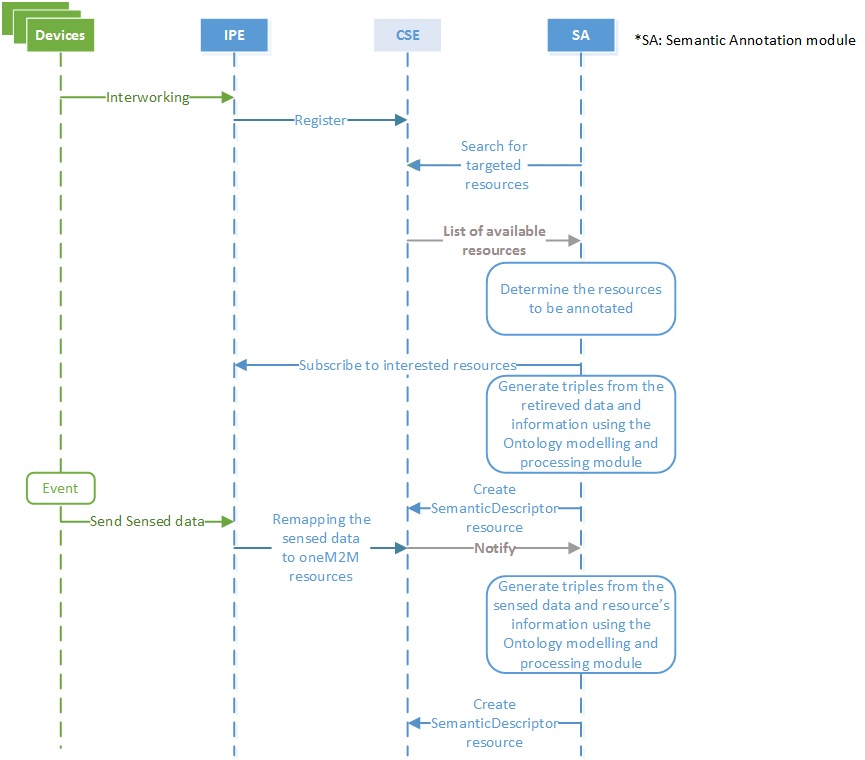 Devices
IPE
CSE
SA
*SA: Semantic Annotation module
Interworking
Register
Search for
targeted
resources
List of available
resources
Determine the resources
to be annotated
Subscribe to interested resources
Generate triples from the
retireved data and
information using the
Ontology modelling and
processing module
Event
Create
SemanticDescriptor
resource
Send Sensed data
Remapping the
sensed data
to oneM2M
resources
Notify
Generate triples from the
sensed data and resource’s
information using the
Ontology modelling and
processing module
Create
SemanticDescriptor
resource